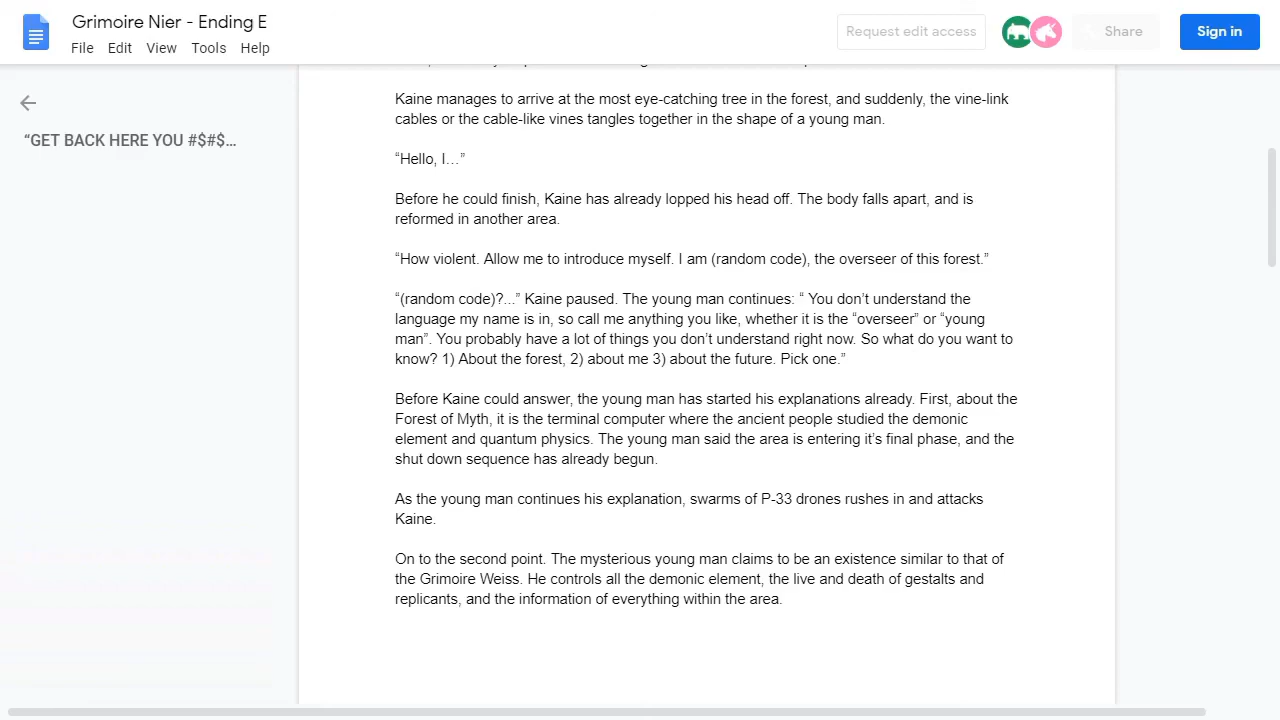 Grimoire Nier - Ending E
File Edit View Tools Help
Request edit access
Share
Sign in
“GET BACK HERE YOU #$#$...
Kaine manages to arrive at the most eye-catching tree in the forest, and suddenly, the vine-link
cables or the cable-like vines tangles together in the shape of a young man.
“Hello, I…”
Before he could finish, Kaine has already lopped his head off. The body falls apart, and is
reformed in another area.
“How violent. Allow me to introduce myself. I am (random code), the overseer of this forest.”
“(random code)?...” Kaine paused. The young man continues: “ You don’t understand the
language my name is in, so call me anything you like, whether it is the “overseer” or “young
man”. You probably have a lot of things you don’t understand right now. So what do you want to
know? 1) About the forest, 2) about me 3) about the future. Pick one.”
Before Kaine could answer, the young man has started his explanations already. First, about the
Forest of Myth, it is the terminal computer where the ancient people studied the demonic
element and quantum physics. The young man said the area is entering it’s final phase, and the
shut down sequence has already begun.
As the young man continues his explanation, swarms of P-33 drones rushes in and attacks
Kaine.
On to the second point. The mysterious young man claims to be an existence similar to that of
the Grimoire Weiss. He controls all the demonic element, the live and death of gestalts and
replicants, and the information of everything within the area.